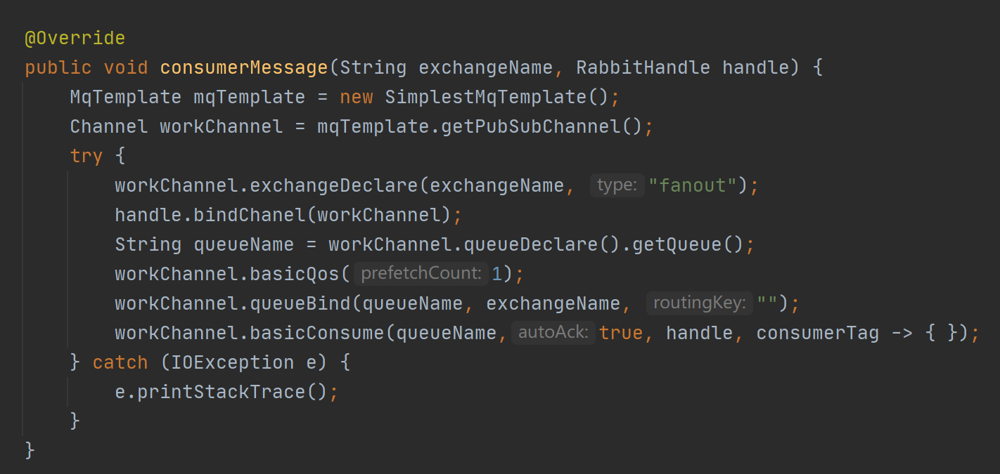 @Override
public void consumerMessage(String exchangeName, RabbitHandle handle) {
    MqTemplate mqTemplate = new SimplestMqTemplate();
    Channel workChannel = mqTemplate.getPubSubChannel();
    try {
        workChannel.exchangeDeclare(exchangeName, type: "fanout");
        handle.bindChanel(workChannel);
        String queueName = workChannel.queueDeclare().getQueue();
        workChannel.basicQos( prefetchCount: 1);
        workChannel.queueBind(queueName, exchangeName, routingKey: "");
        workChannel.basicConsume(queueName, autoAck: true, handle, consumerTag -> { });
    } catch (IOException e) {
        e.printStackTrace();
    }
}